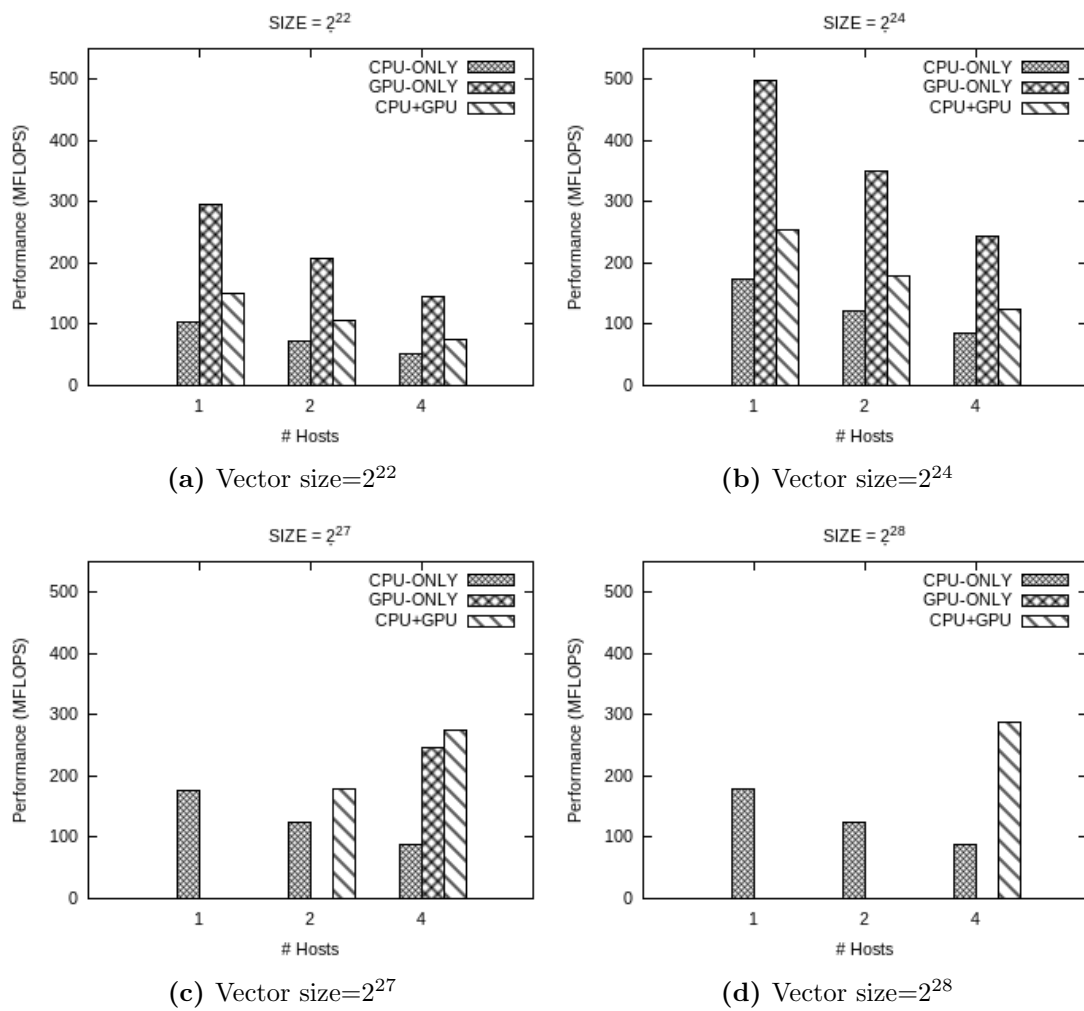 SIZE = 2^22
Performance (MFLOPS)
500
400
300
200
100
0
CPU-ONLY
GPU-ONLY
CPU+GPU
1 2 4
# Hosts
(a) Vector size=2^22
SIZE = 2^24
Performance (MFLOPS)
500
400
300
200
100
0
CPU-ONLY
GPU-ONLY
CPU+GPU
1 2 4
# Hosts
(b) Vector size=2^24
SIZE = 2^27
Performance (MFLOPS)
500
400
300
200
100
0
CPU-ONLY
GPU-ONLY
CPU+GPU
1 2 4
# Hosts
(c) Vector size=2^27
SIZE = 2^28
Performance (MFLOPS)
500
400
300
200
100
0
CPU-ONLY
GPU-ONLY
CPU+GPU
1 2 4
# Hosts
(d) Vector size=2^28